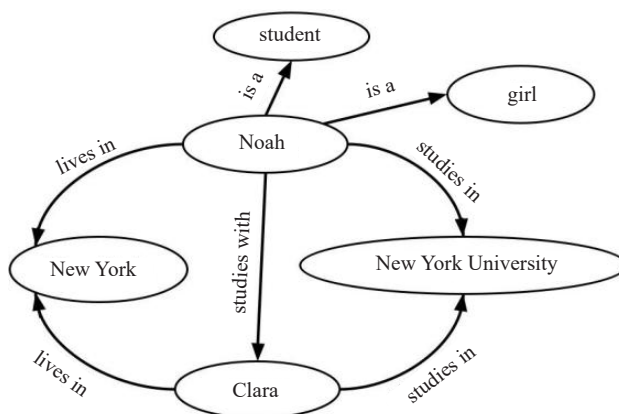 student
is a
is a
girl
Noah
lives in
studies in
studies with
New York
New York University
lives in
studies in
Clara